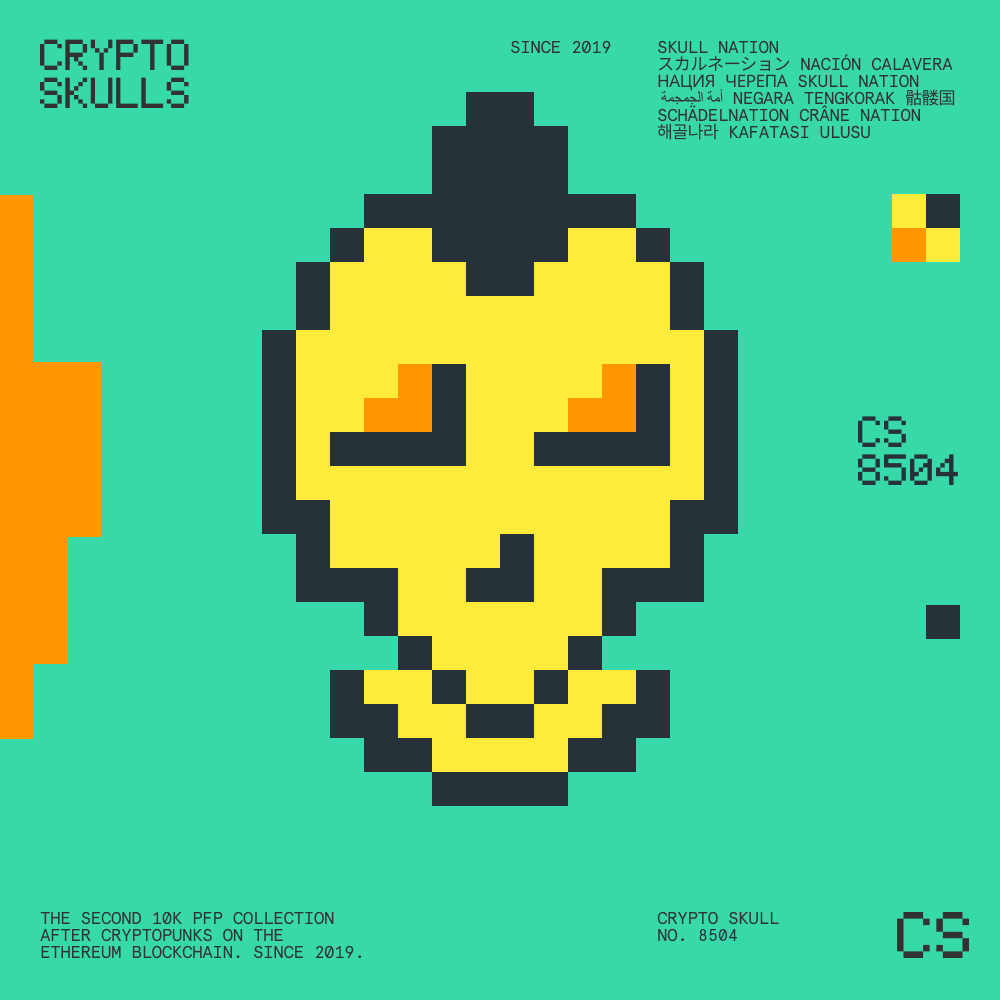 CRYPTO
SKULLS
SINCE 2019
SKULL NATION
スカルネーション NACIÓN CALAVERA
НАЦИЯ ЧЕРЕПА SKULL NATION
أمة الجمجمة NEGARA TENGKORAK 骷髅国
SCHÄDELNATION CRÂNE NATION
해골나라 KAFATASI ULUSU
CS
8504
THE SECOND 10K PFP COLLECTION
AFTER CRYPTOPUNKS ON THE
ETHEREUM BLOCKCHAIN. SINCE 2019.
CRYPTO SKULL
NO. 8504
CS